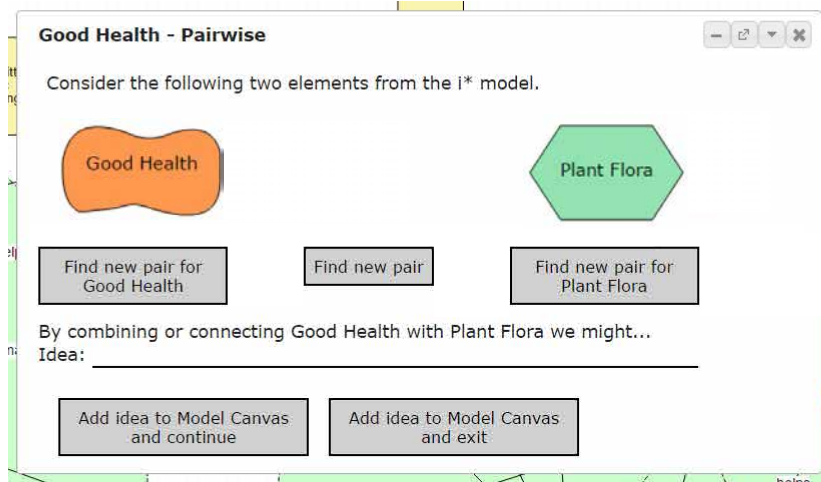 Good Health - Pairwise
Consider the following two elements from the i* model.
Good Health
Plant Flora
Find new pair for
Good Health
Find new pair
Find new pair for
Plant Flora
By combining or connecting Good Health with Plant Flora we might...
Idea:
Add idea to Model Canvas
and continue
Add idea to Model Canvas
and exit